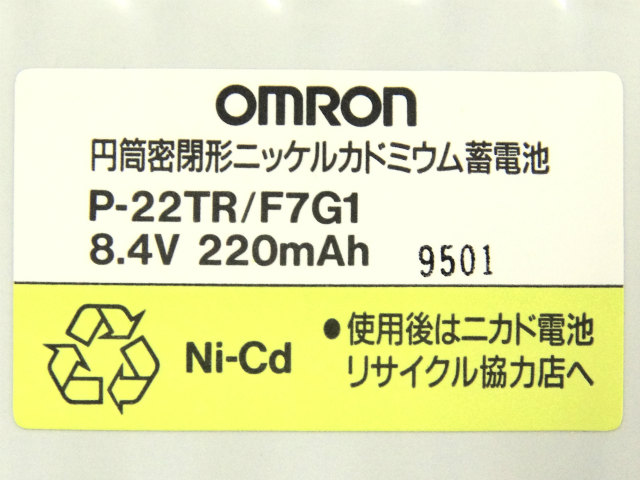 OMRON
円筒密閉形ニッケルカドミウム蓄電池
P-22TR/F7G1
8.4V 220mAh 9501
Ni-Cd
●使用後はニカド電池
リサイクル協力店へ